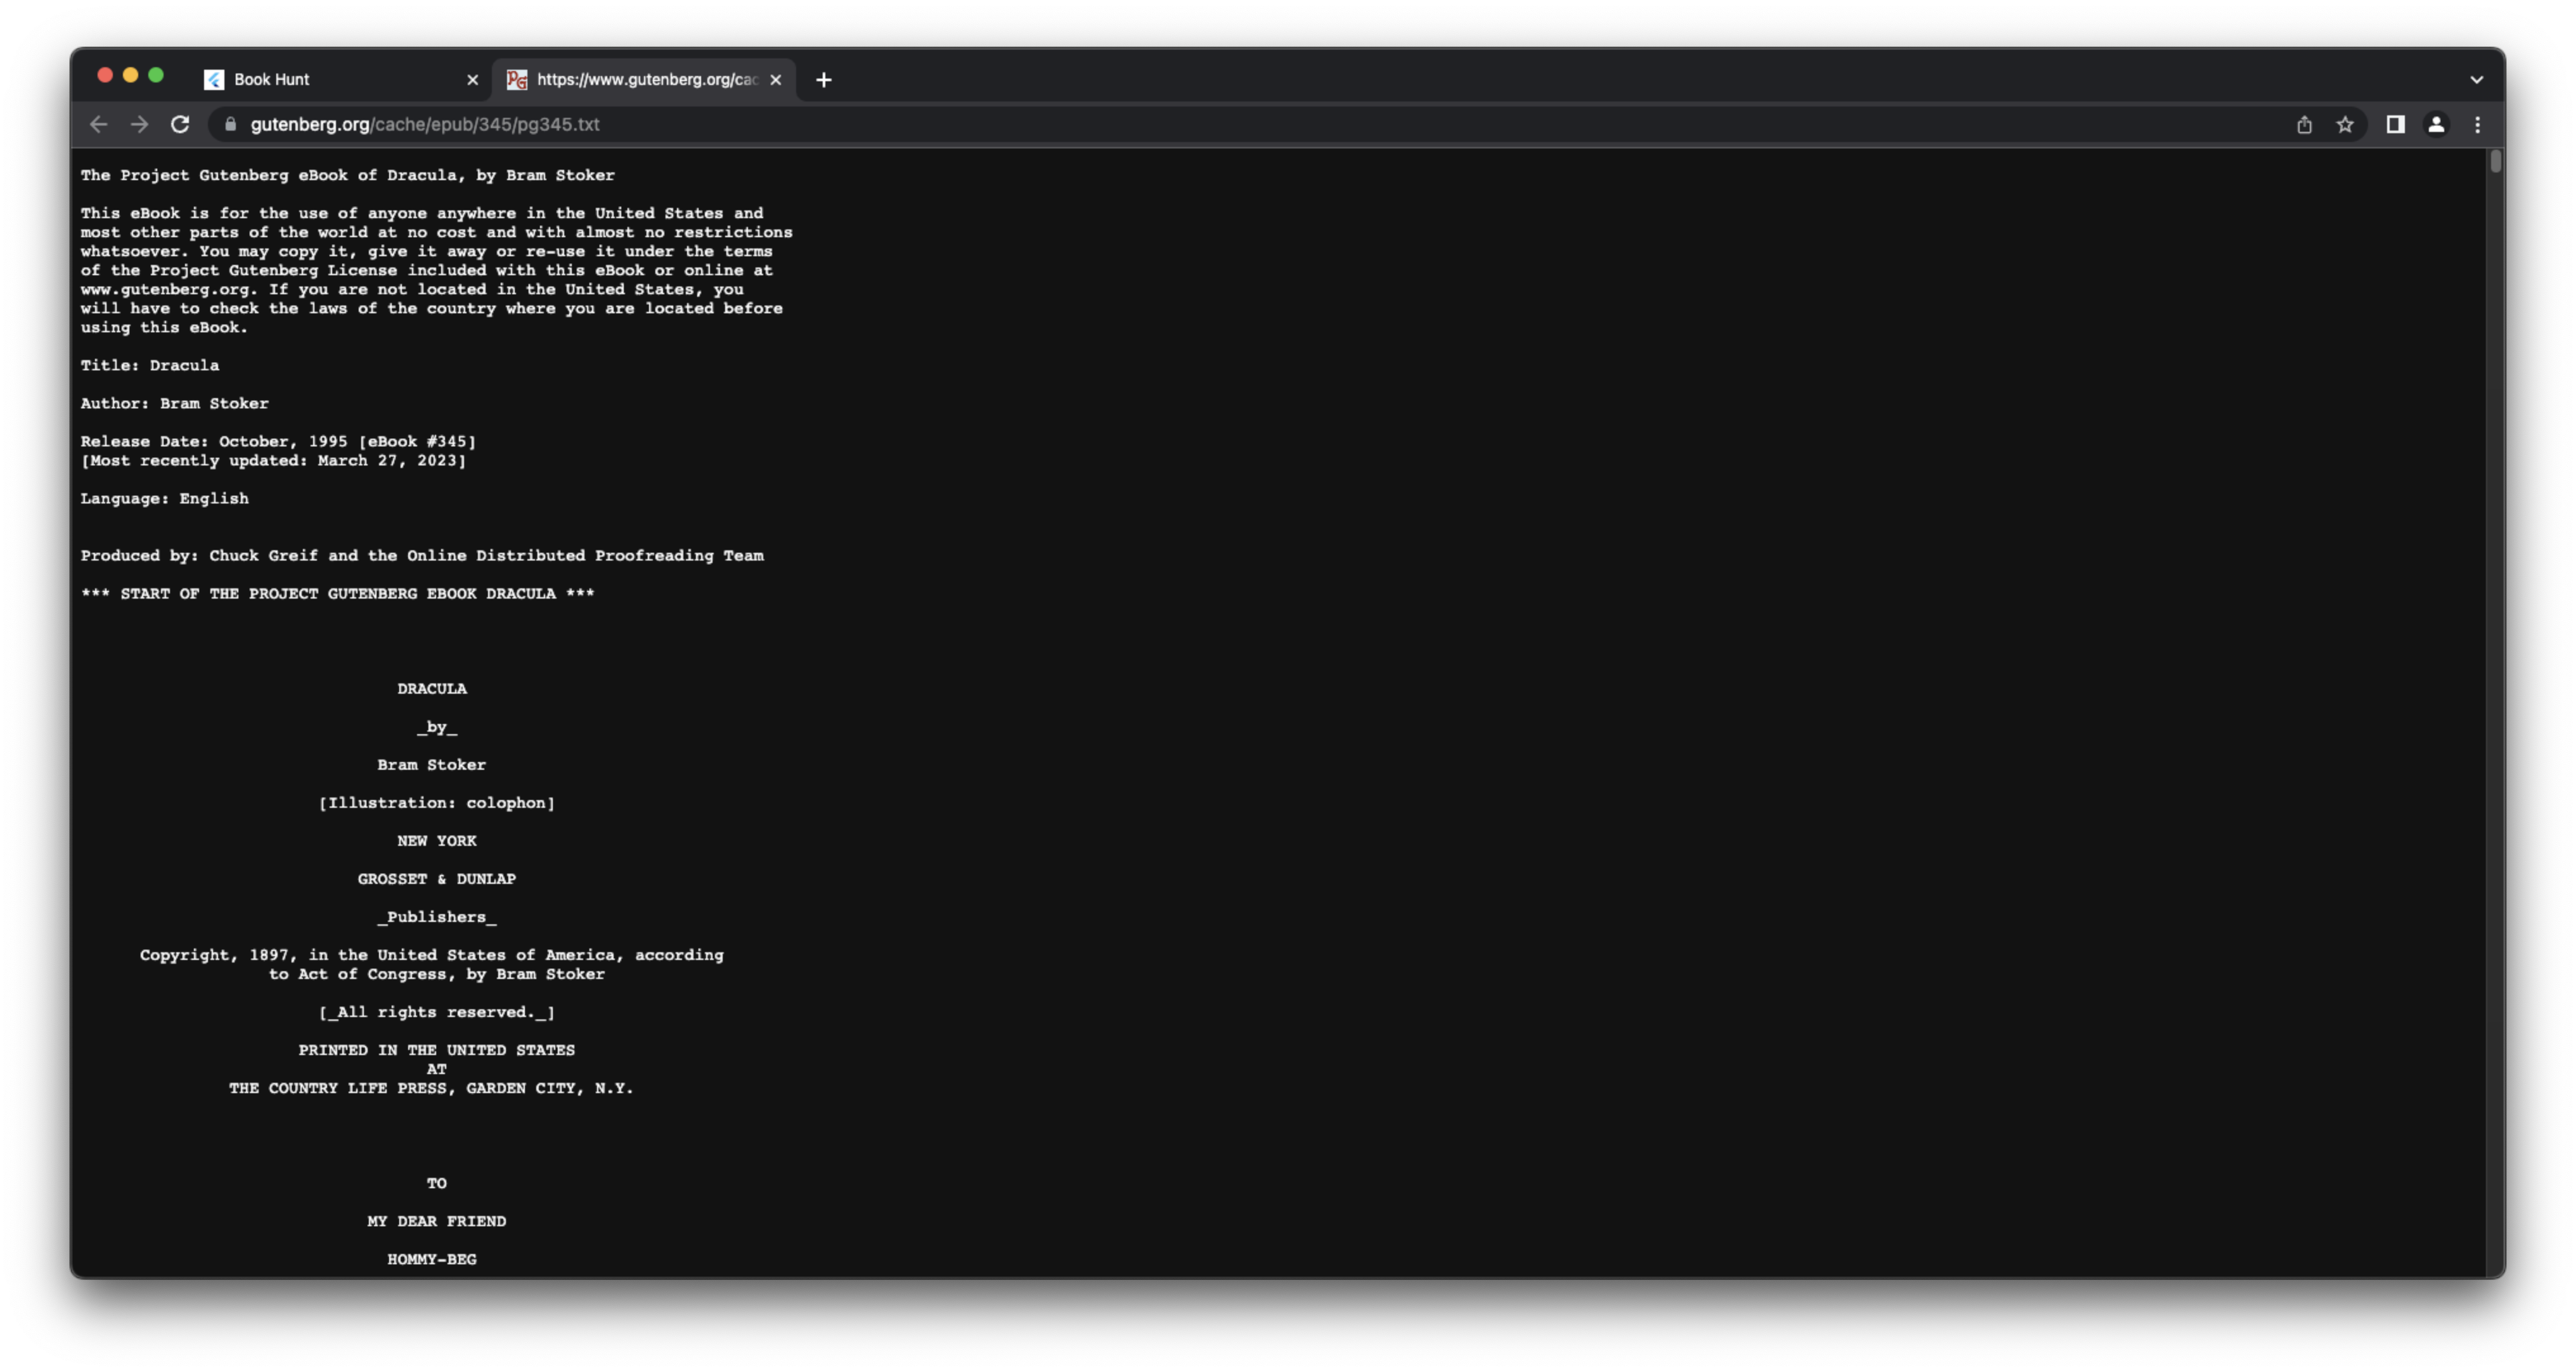 Book Hunt
https://www.gutenberg.org/cac
gutenberg.org/cache/epub/345/pg345.txt
The Project Gutenberg eBook of Dracula, by Bram Stoker
This eBook is for the use of anyone anywhere in the United States and
most other parts of the world at no cost and with almost no restrictions
whatsoever. You may copy it, give it away or re-use it under the terms
of the Project Gutenberg License included with this eBook or online at
www.gutenberg.org. If you are not located in the United States, you
will have to check the laws of the country where you are located before
using this eBook.
Title: Dracula
Author: Bram Stoker
Release Date: October, 1995 [eBook #345]
[Most recently updated: March 27, 2023]
Language: English
Produced by: Chuck Greif and the Online Distributed Proofreading Team
*** START OF THE PROJECT GUTENBERG EBOOK DRACULA ***
DRACULA
_by_
Bram Stoker
[Illustration: colophon]
NEW YORK
GROSSET & DUNLAP
_Publishers_
Copyright, 1897, in the United States of America, according
to Act of Congress, by Bram Stoker
[_All rights reserved._]
PRINTED IN THE UNITED STATES
AT
THE COUNTRY LIFE PRESS, GARDEN CITY, N.Y.
TO
MY DEAR FRIEND
HOMMY-BEG